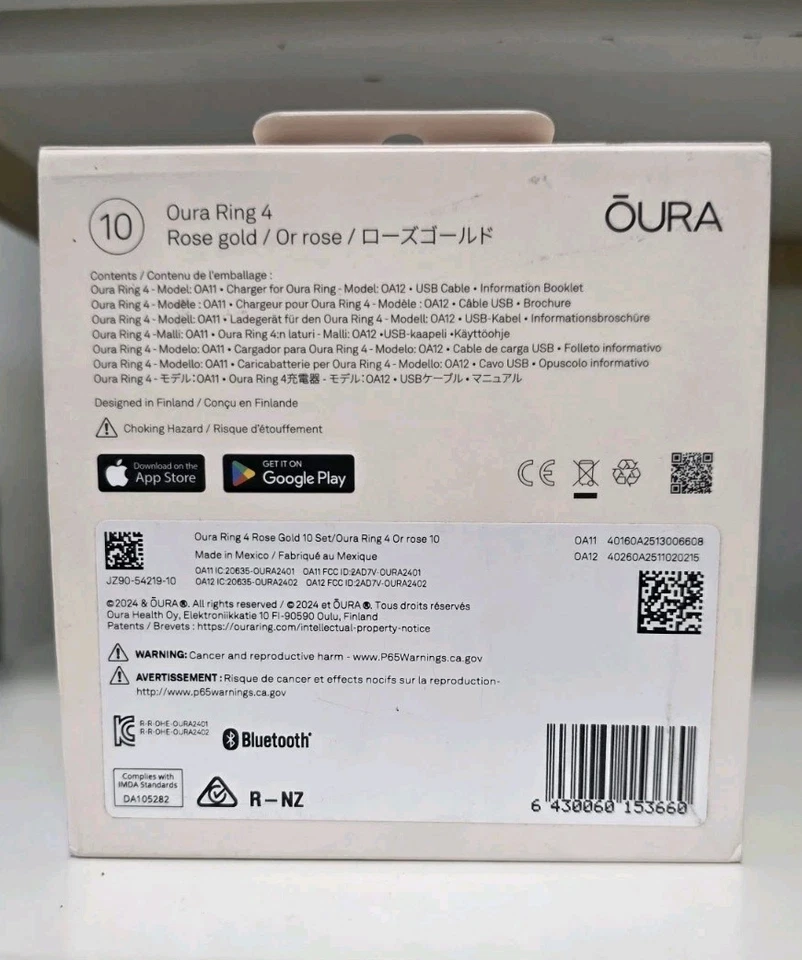 10
Oura Ring 4
Rose gold / Or rose / ローズゴールド
ŌURA
Contents / Contenu de l'emballage :
Oura Ring 4 - Model: OA11 • Charger for Oura Ring - Model: OA12 • USB Cable • Information Booklet
Oura Ring 4 - Modèle : OA11 • Chargeur pour Oura Ring 4 - Modèle : OA12 • Câble USB • Brochure
Oura Ring 4 - Modell: OA11 • Ladegerät für den Oura Ring 4 - Modell: OA12 • USB-Kabel • Informationsbroschüre
Oura Ring 4 -Malli: OA11 • Oura Ring 4:n laturi - Malli: OA12 •USB-kaapeli •Käyttöohje
Oura Ring 4 - Modelo: OA11 • Cargador para Oura Ring 4 - Modelo: OA12 • Cable de carga USB • Folleto informativo
Oura Ring 4 - Modello: OA11 • Caricabatterie per Oura Ring 4 - Modello: OA12 • Cavo USB • Opuscolo informativo
Oura Ring 4 - モデル：OA11 • Oura Ring 4充電器 - モデル：OA12 • USBケーブル • マニュアル
Designed in Finland / Conçu en Finlande
Choking Hazard / Risque d'étouffement
Download on the
App Store
GET IT ON
Google Play
CE
JZ90-54219-10
Oura Ring 4 Rose Gold 10 Set/Oura Ring 4 Or rose 10
Made in Mexico / Fabriqué au Mexique
OA11 IC:20635-OURA2401 OA11 FCC ID:2AD7V-OURA2401
OA12 IC:20635-OURA2402 OA12 FCC ID:2AD7V-OURA2402
OA11 40160A2513006608
OA12 40260A2511020215
©2024 & ŌURA®. All rights reserved / ©2024 et ŌURA®. Tous droits réservés
Oura Health Oy, Elektroniikkatie 10 FI-90590 Oulu, Finland
Patents / Brevets : https://ouraring.com/intellectual-property-notice
WARNING: Cancer and reproductive harm - www.P65Warnings.ca.gov
AVERTISSEMENT : Risque de cancer et effets nocifs sur la reproduction-
http://www.p65warnings.ca.gov
R-R-OHE-OURA2401
R-R-OHE-OURA2402
Bluetooth®
Complies with
IMDA Standards
DA105282
R-NZ
6 430060 153660